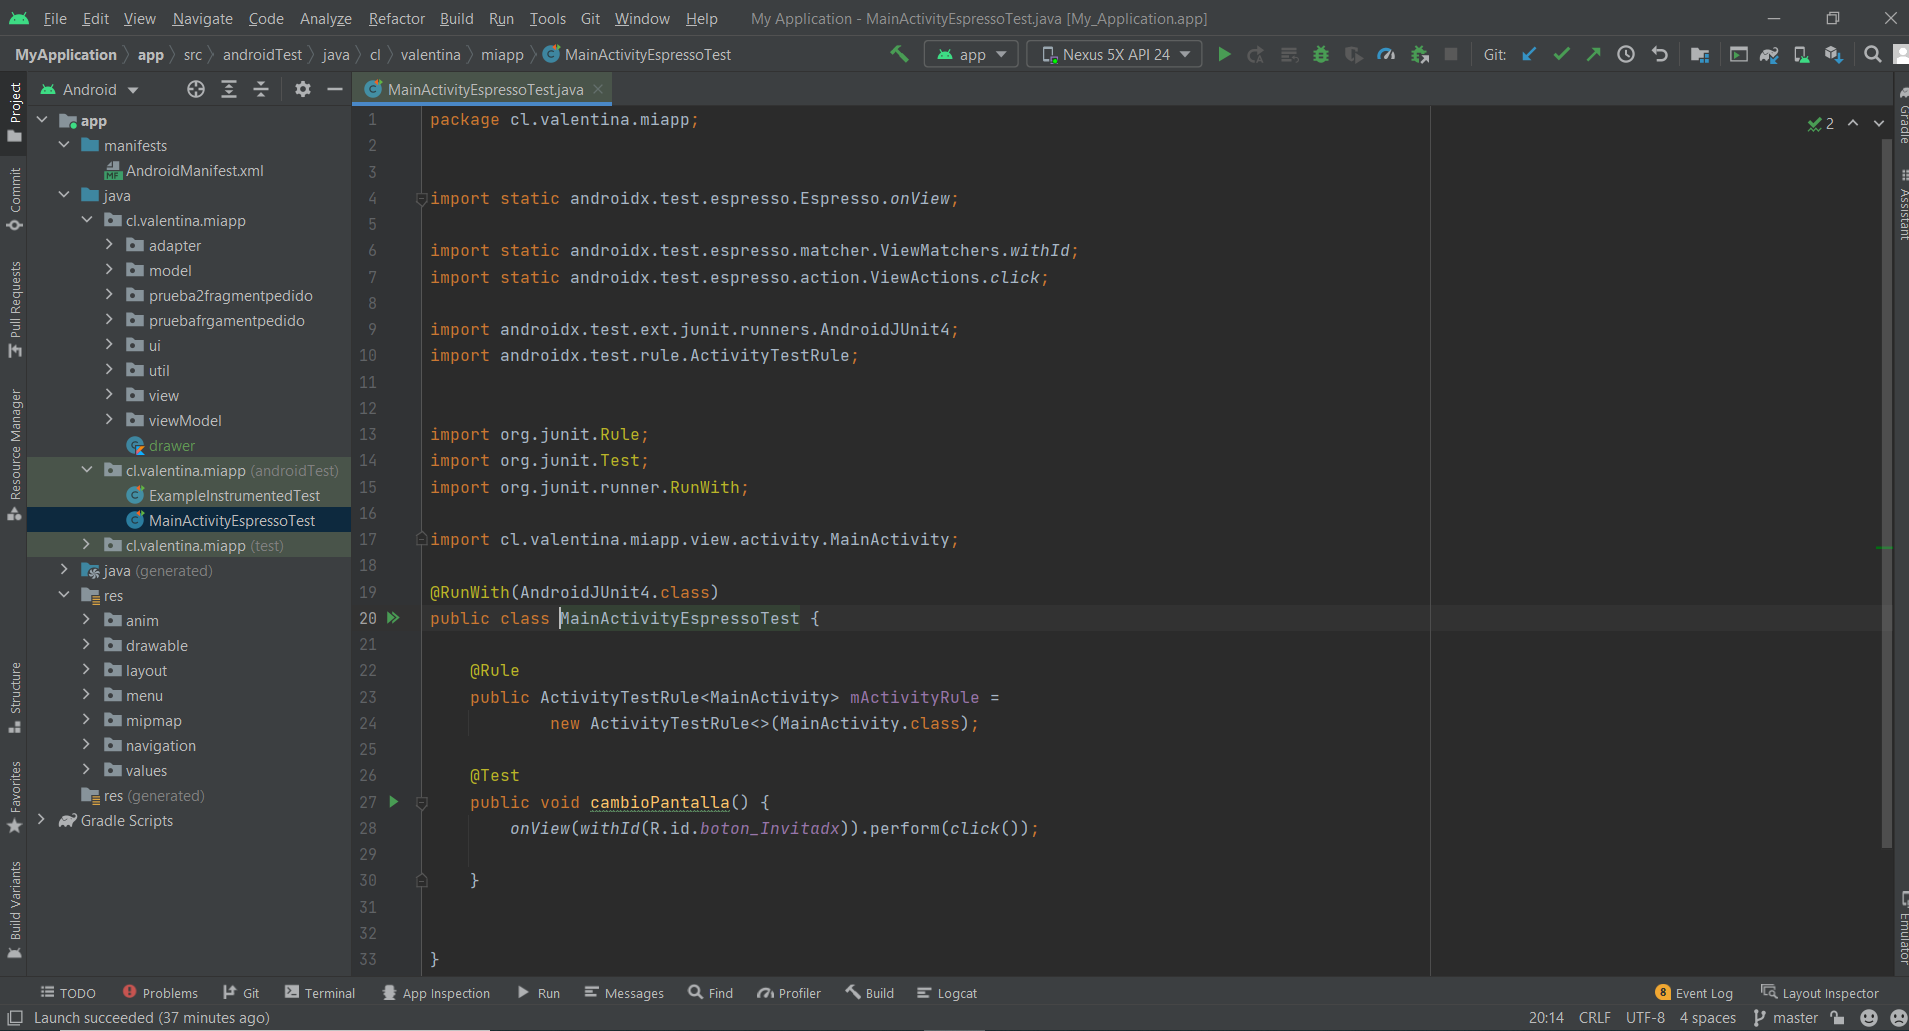 File Edit View Navigate Code Analyze Refactor Build Run Tools Git Window Help My Application - MainActivityEspressoTest.java [My_Application.app]
MyApplication app src androidTest java cl valentina miapp MainActivityEspressoTest app Nexus 5X API 24 Git:
Android
MainActivityEspressoTest.java
Project
Commit
Pull Requests
Resource Manager
Structure
Favorites
Build Variants
app
manifests
MF AndroidManifest.xml
java
cl.valentina.miapp
adapter
model
prueba2fragmentpedido
pruebafrgamentpedido
ui
util
view
viewModel
drawer
cl.valentina.miapp (androidTest)
ExampleInstrumentedTest
MainActivityEspressoTest
cl.valentina.miapp (test)
java (generated)
res
anim
drawable
layout
menu
mipmap
navigation
values
res (generated)
Gradle Scripts
1 package cl.valentina.miapp;
2
3
4 import static androidx.test.espresso.Espresso.onView;
5
6 import static androidx.test.espresso.matcher.ViewMatchers.withId;
7 import static androidx.test.espresso.action.ViewActions.click;
8
9 import androidx.test.ext.junit.runners.AndroidJUnit4;
10 import androidx.test.rule.ActivityTestRule;
11
12
13 import org.junit.Rule;
14 import org.junit.Test;
15 import org.junit.runner.RunWith;
16
17 import cl.valentina.miapp.view.activity.MainActivity;
18
19 @RunWith(AndroidJUnit4.class)
20 public class MainActivityEspressoTest {
21
22 @Rule
23 public ActivityTestRule<MainActivity> mActivityRule =
24 new ActivityTestRule<>(MainActivity.class);
25
26 @Test
27 public void cambioPantalla() {
28 onView(withId(R.id.boton_Invitadx)).perform(click());
29
30 }
31
32
33 }
2
Gradle
Assistant
Emulator
TODO Problems Git Terminal App Inspection Run Messages Find Profiler Build Logcat 8 Event Log Layout Inspector
Launch succeeded (37 minutes ago) 20:14 CRLF UTF-8 4 spaces master